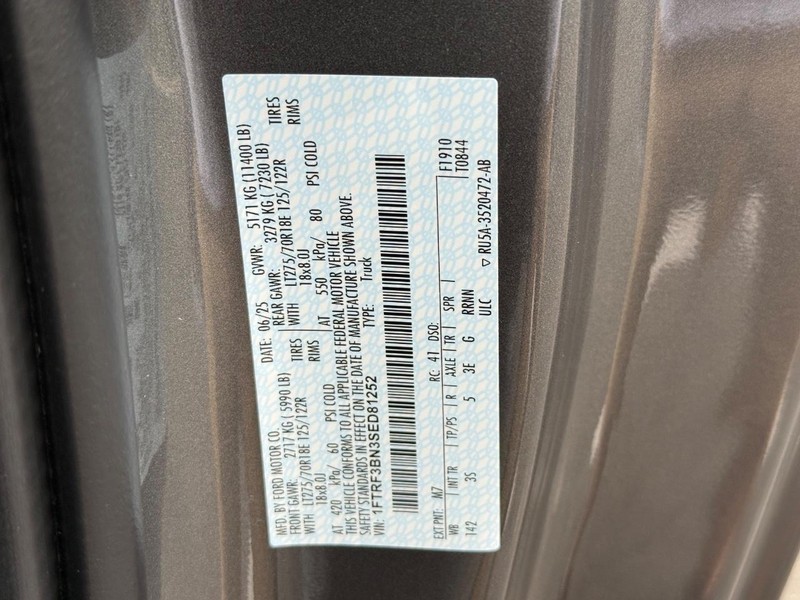 MFD. BY FORD MOTOR CO. DATE: 06/25 GVWR: 5171 KG (11400 LB)
FRONT GAWR: 2717 KG (5990 LB) REAR GAWR: 3279 KG (7230 LB)
WITH LT275/70R18E 125/122R TIRES WITH LT275/70R18E 125/122R TIRES
18x8.0J RIMS 18x8.0J RIMS
AT 420 kPa/ 60 PSI COLD AT 550 kPa/ 80 PSI COLD
THIS VEHICLE CONFORMS TO ALL APPLICABLE FEDERAL MOTOR VEHICLE
SAFETY STANDARDS IN EFFECT ON THE DATE OF MANUFACTURE SHOWN ABOVE.
VIN: 1FTRF3BN3SED81252 TYPE: Truck
F1910
T0844
EXT PNT: M7 RC: 41 DSO:
WB INT TR TP/PS R AXLE TR SPR
142 3S 5 3E G RRNN
ULC ▽ RU5A-3520472-AB